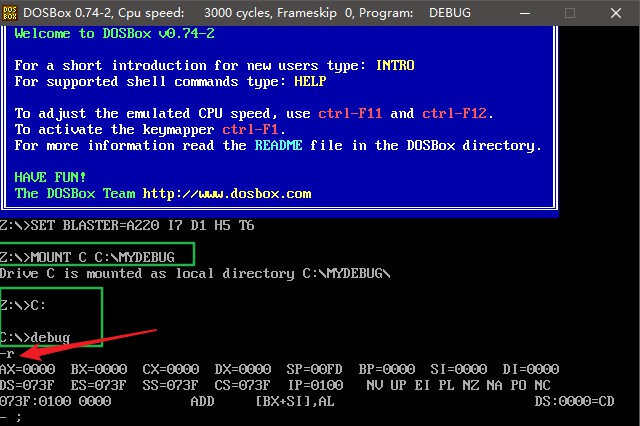 DOSBox 0.74-2, Cpu speed: 3000 cycles, Frameskip 0, Program: DEBUG
Welcome to DOSBox v0.74-2
For a short introduction for new users type: INTRO
For supported shell commands type: HELP
To adjust the emulated CPU speed, use ctrl-F11 and ctrl-F12.
To activate the keymapper ctrl-F1.
For more information read the README file in the DOSBox directory.
HAVE FUN!
The DOSBox Team http://www.dosbox.com
Z:\>SET BLASTER=A220 I7 D1 H5 T6
Z:\>MOUNT C C:\MYDEBUG
Drive C is mounted as local directory C:\MYDEBUG\
Z:\>C:
C:\>debug
-r
AX=0000 BX=0000 CX=0000 DX=0000 SP=00FD BP=0000 SI=0000 DI=0000
DS=073F ES=073F SS=073F CS=073F IP=0100 NV UP EI PL NZ NA PO NC
073F:0100 0000 ADD [BX+SI],AL DS:0000=CD
- ;